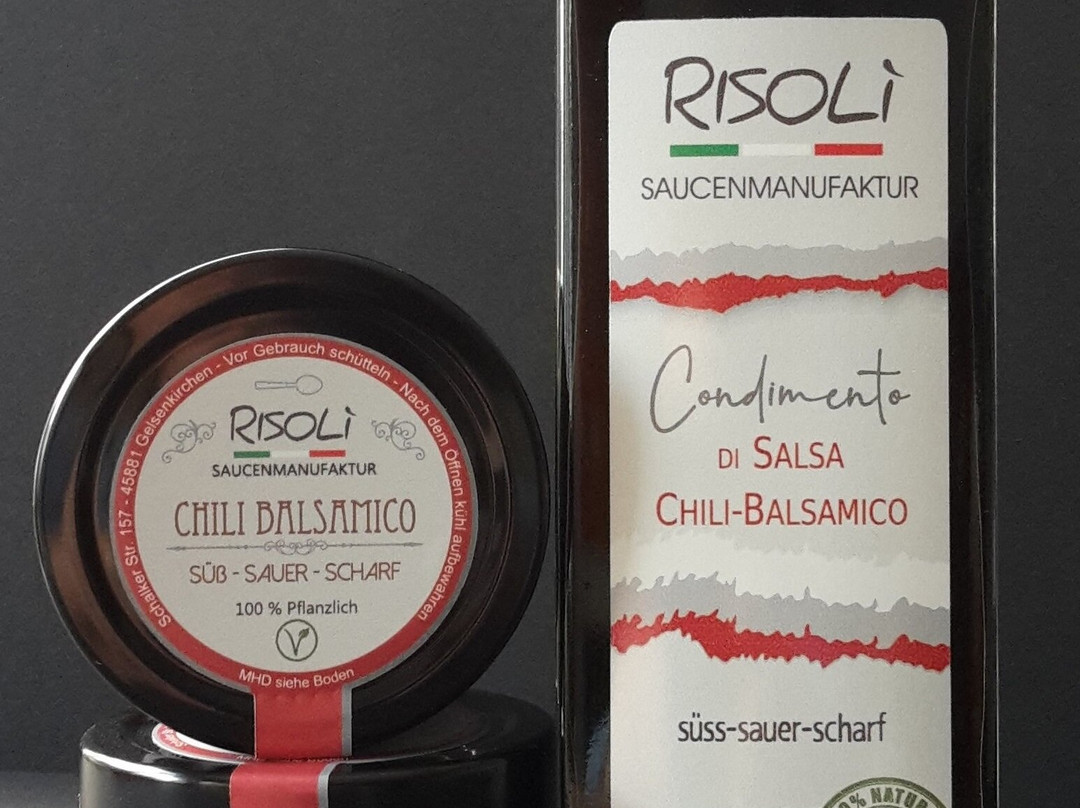 RISOLÌ
SAUCENMANUFAKTUR
Condimento
DI SALSA
CHILI-BALSAMICO
süss-sauer-scharf
% NATUR
Schalker Str. 157 - 45881 Gelsenkirchen - Vor Gebrauch schütteln - Nach dem Öffnen kühl aufbewahren
RISOLÌ
SAUCENMANUFAKTUR
CHILI BALSAMICO
SÜß - SAUER - SCHARF
100 % Pflanzlich
V
MHD siehe Boden